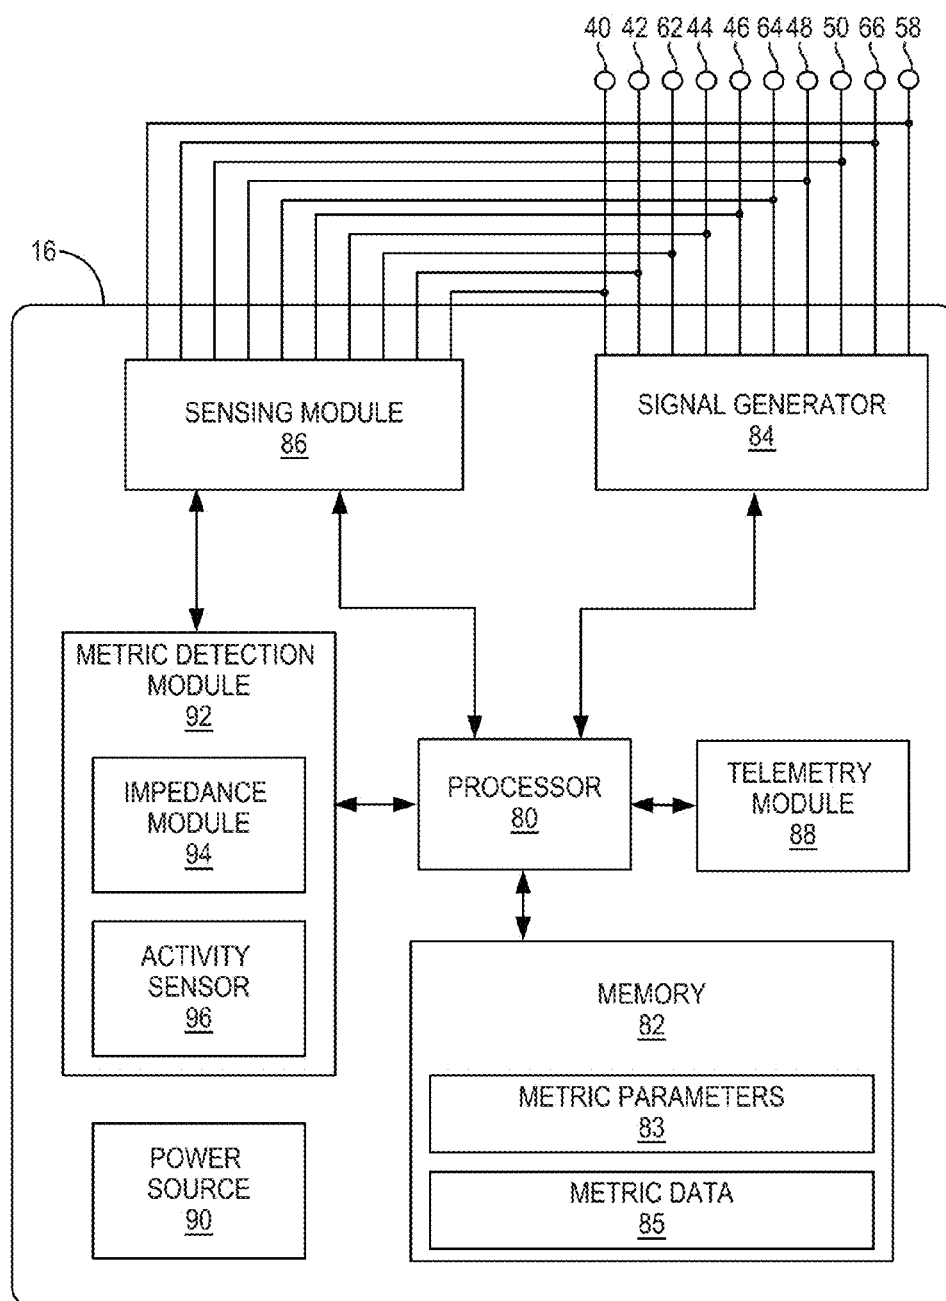 40 42 62 44 46 64 48 50 66 58
16
SENSING MODULE
86
SIGNAL GENERATOR
84
METRIC DETECTION
MODULE
92
IMPEDANCE
MODULE
94
ACTIVITY
SENSOR
96
PROCESSOR
80
TELEMETRY
MODULE
88
MEMORY
82
METRIC PARAMETERS
83
METRIC DATA
85
POWER
SOURCE
90